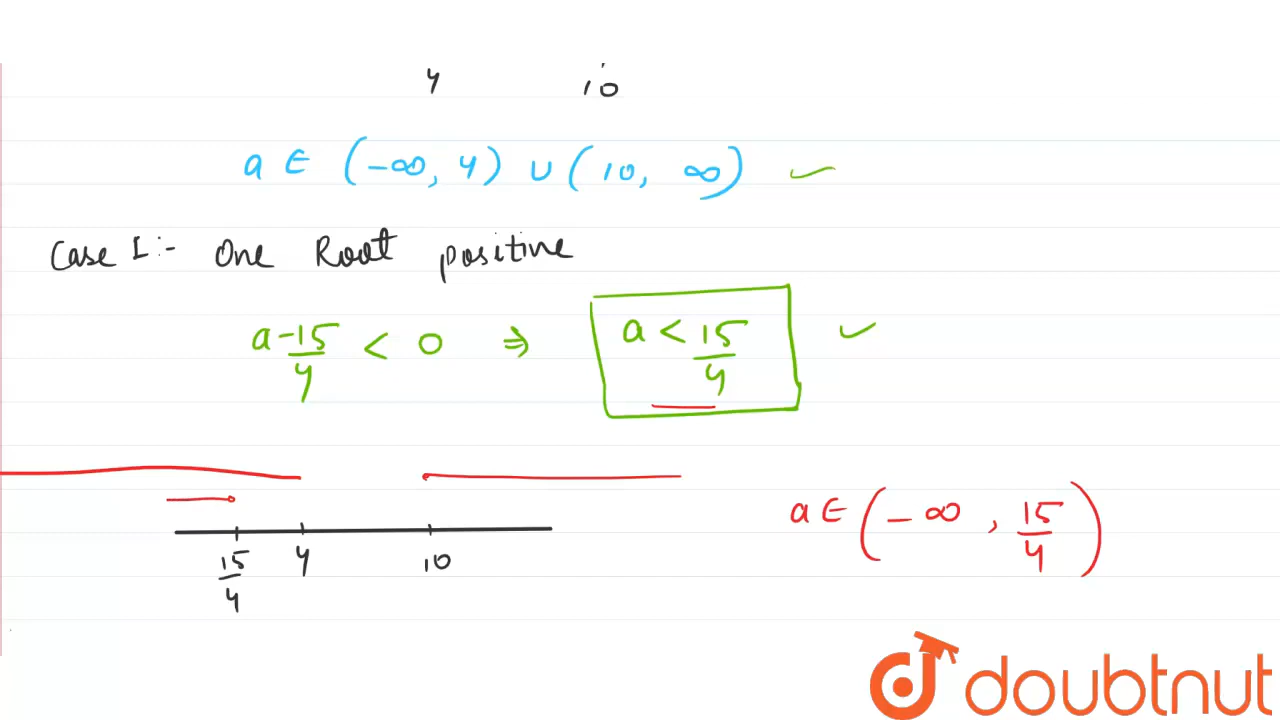 4 10
a ∈ (-∞, 4) ∪ (10, ∞) ✓
Case I :- One Root positive
a - 15/4 < 0 ⇒ a < 15/4 ✓
a ∈ (-∞, 15/4)
15/4 4 10
doubtnut